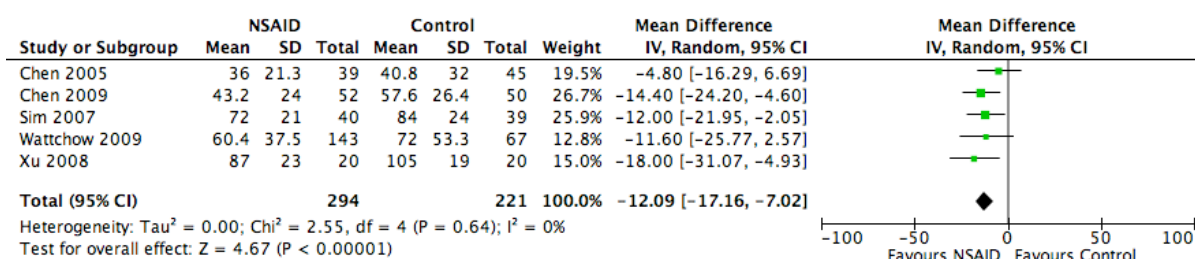 NSAID Control Mean Difference Mean Difference
Study or Subgroup Mean SD Total Mean SD Total Weight IV, Random, 95% CI IV, Random, 95% CI
Chen 2005 36 21.3 39 40.8 32 45 19.5% -4.80 [-16.29, 6.69]
Chen 2009 43.2 24 52 57.6 26.4 50 26.7% -14.40 [-24.20, -4.60]
Sim 2007 72 21 40 84 24 39 25.9% -12.00 [-21.95, -2.05]
Wattchow 2009 60.4 37.5 143 72 53.3 67 12.8% -11.60 [-25.77, 2.57]
Xu 2008 87 23 20 105 19 20 15.0% -18.00 [-31.07, -4.93]
Total (95% CI) 294 221 100.0% -12.09 [-17.16, -7.02]
Heterogeneity: Tau² = 0.00; Chi² = 2.55, df = 4 (P = 0.64); I² = 0%
Test for overall effect: Z = 4.67 (P < 0.00001)
-100 -50 0 50 100
Favours NSAID Favours Control